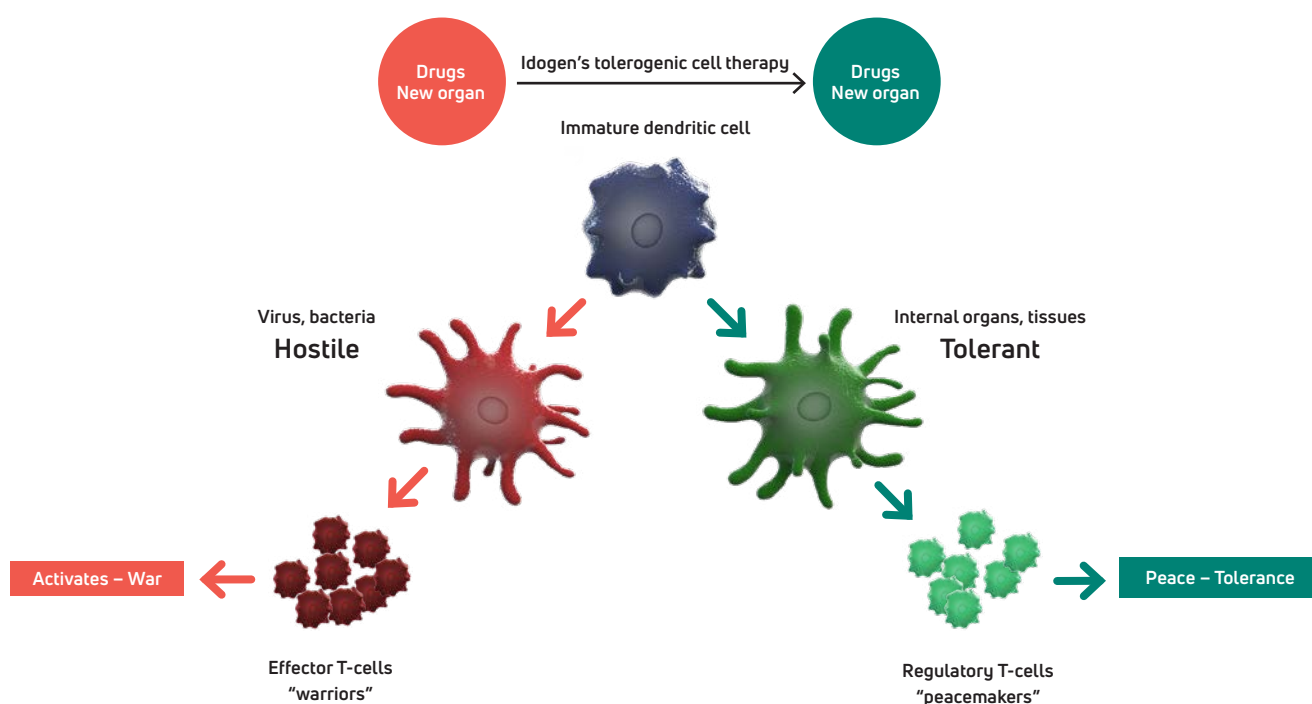 Drugs
New organ
Idogen's tolerogenic cell therapy
Drugs
New organ
Immature dendritic cell
Virus, bacteria
Hostile
Internal organs, tissues
Tolerant
Activates – War
Peace – Tolerance
Effector T-cells
“warriors”
Regulatory T-cells
“peacemakers”